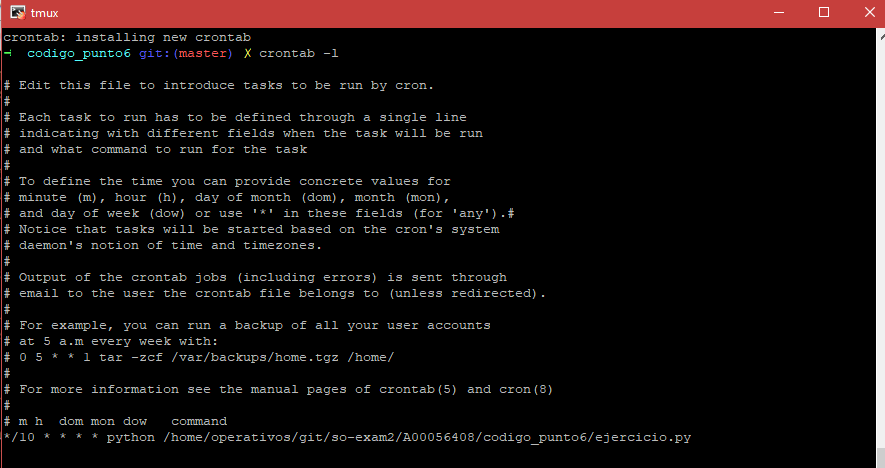 tmux
crontab: installing new crontab
→ codigo_punto6 git:(master) ✗ crontab -l
# Edit this file to introduce tasks to be run by cron.
#
# Each task to run has to be defined through a single line
# indicating with different fields when the task will be run
# and what command to run for the task
#
# To define the time you can provide concrete values for
# minute (m), hour (h), day of month (dom), month (mon),
# and day of week (dow) or use '*' in these fields (for 'any').#
# Notice that tasks will be started based on the cron's system
# daemon's notion of time and timezones.
#
# Output of the crontab jobs (including errors) is sent through
# email to the user the crontab file belongs to (unless redirected).
#
# For example, you can run a backup of all your user accounts
# at 5 a.m every week with:
# 0 5 * * 1 tar -zcf /var/backups/home.tgz /home/
#
# For more information see the manual pages of crontab(5) and cron(8)
#
# m h  dom mon dow   command
*/10 * * * * python /home/operativos/git/so-exam2/A00056408/codigo_punto6/ejercicio.py